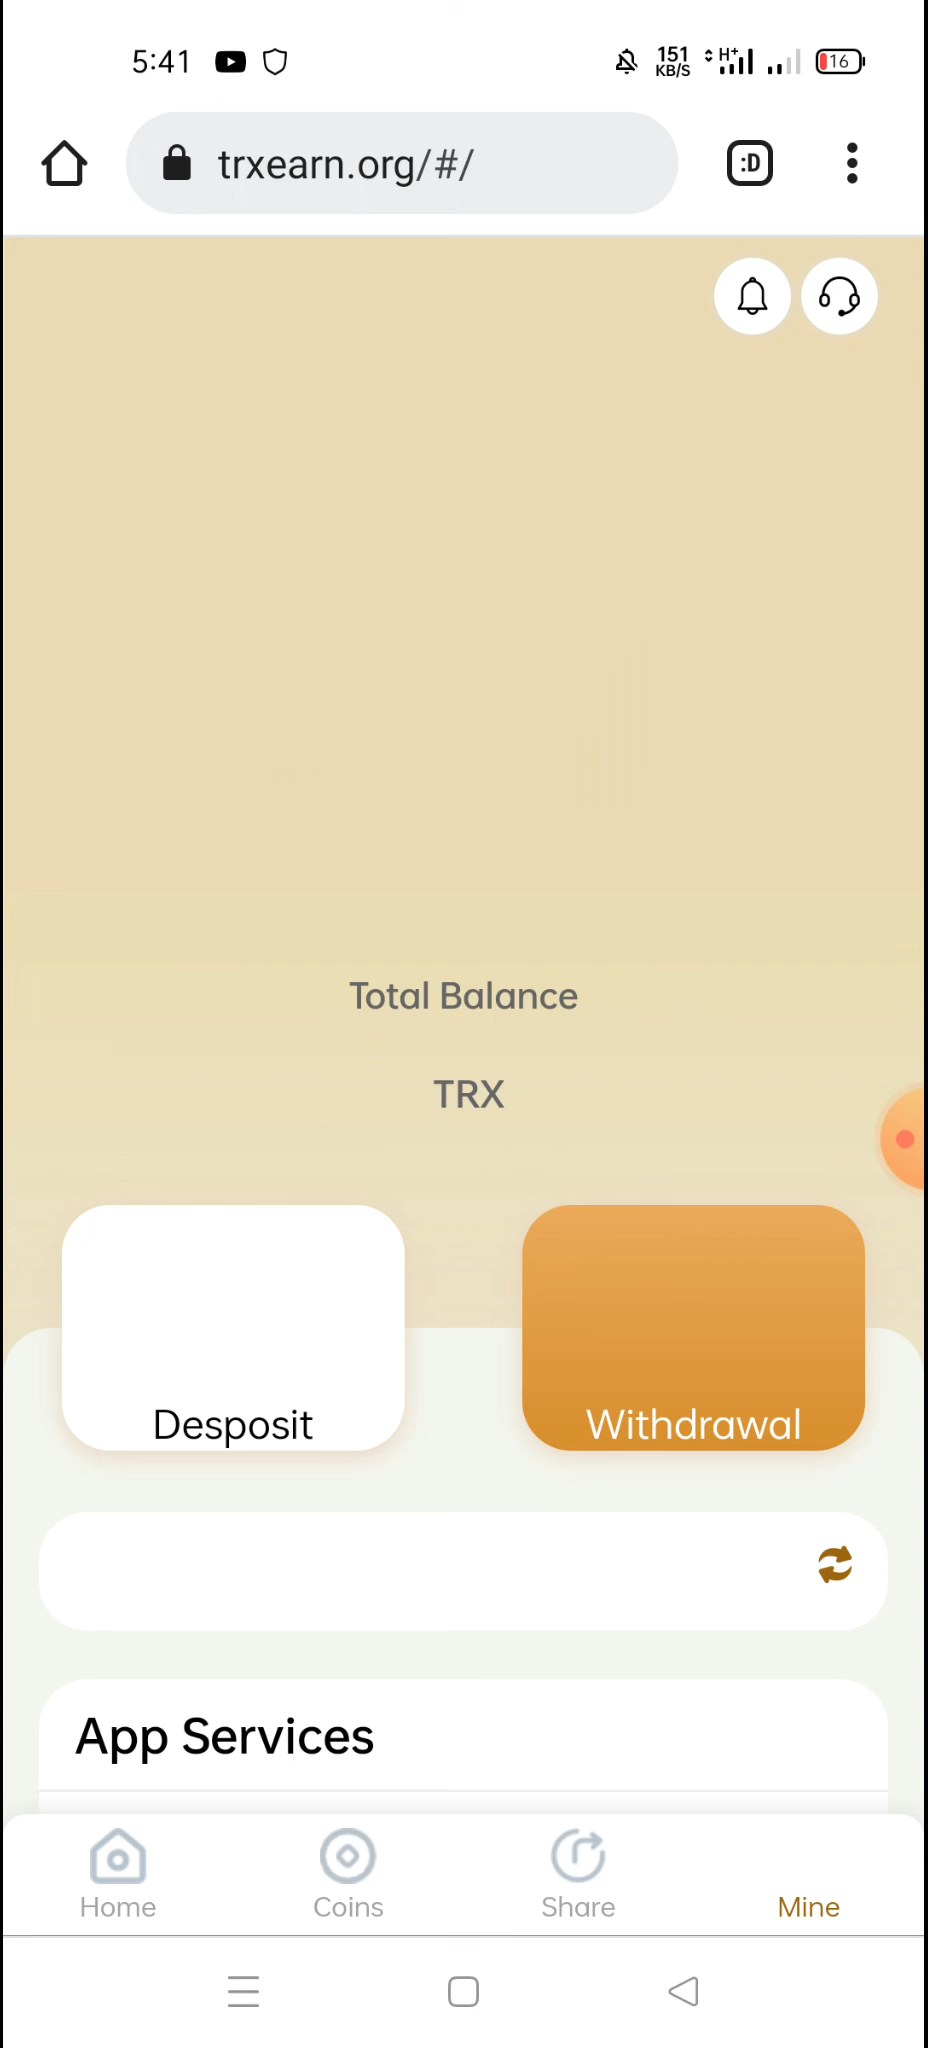 5:41
151
KB/S
H+
16
trxearn.org/#/
:D
Total Balance
TRX
Desposit
Withdrawal
App Services
Home
Coins
Share
Mine